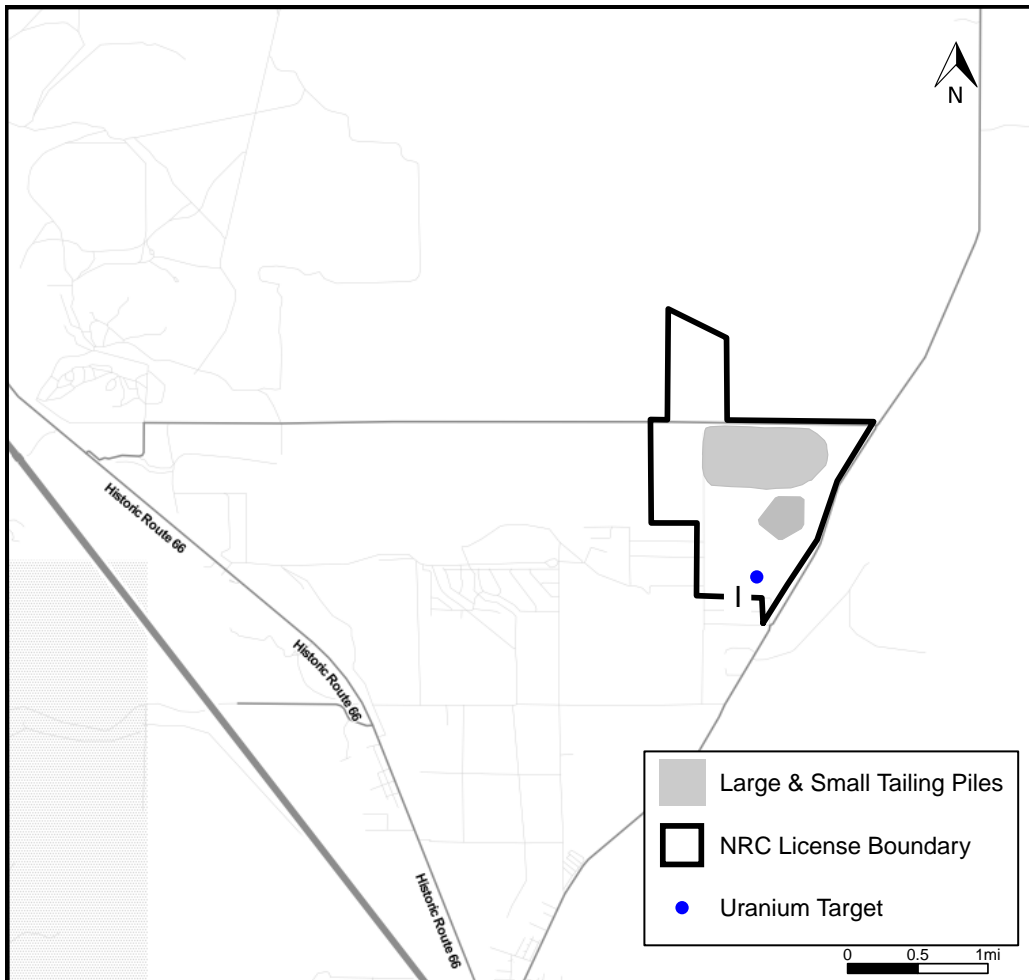 N
Historic Route 66
Historic Route 66
I
Historic Route 66
Large & Small Tailing Piles
NRC License Boundary
Uranium Target
0 0.5 1mi